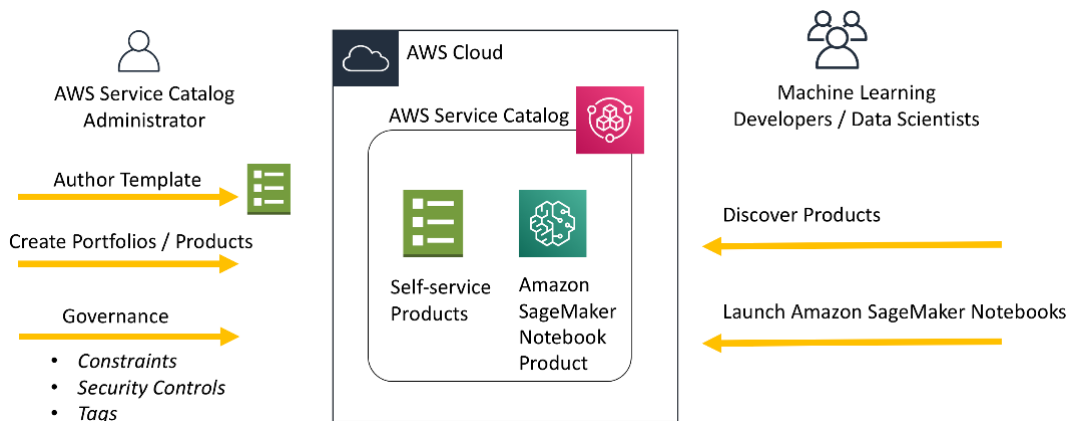 AWS Service Catalog
Administrator
Author Template
Create Portfolios / Products
Governance
• Constraints
• Security Controls
• Tags
AWS Cloud
AWS Service Catalog
Self-service
Products
Amazon
SageMaker
Notebook
Product
Machine Learning
Developers / Data Scientists
Discover Products
Launch Amazon SageMaker Notebooks